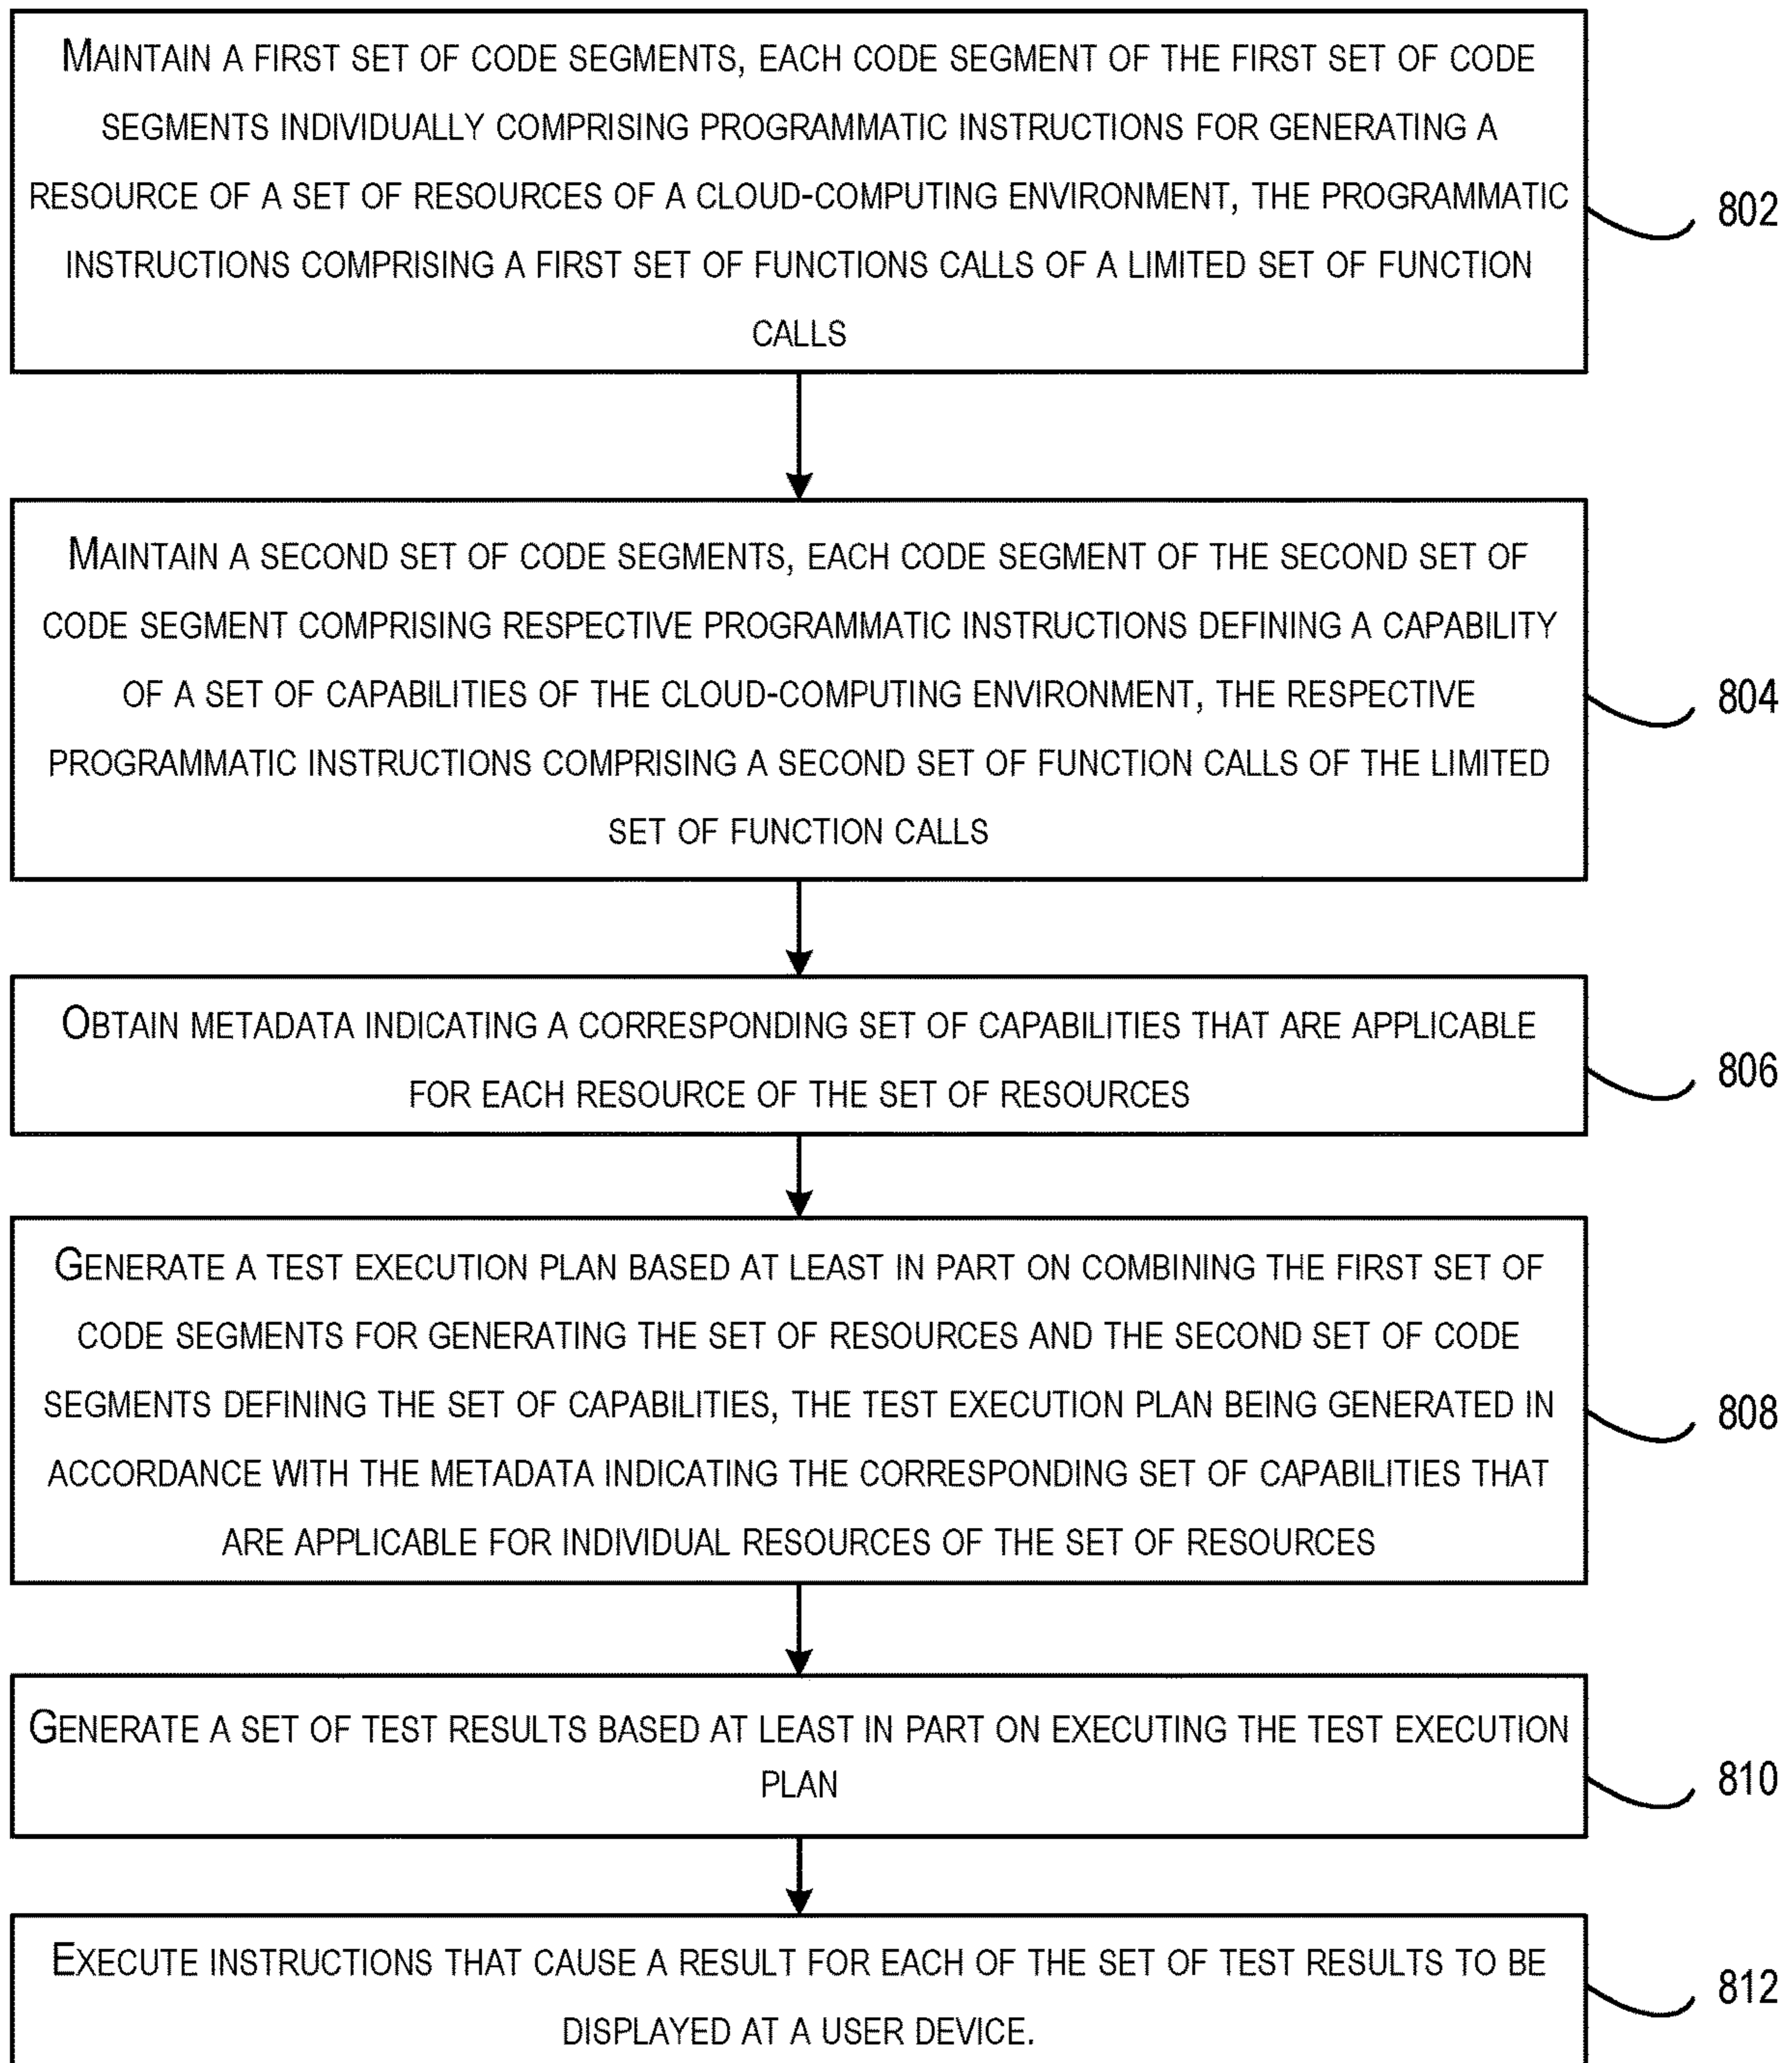 MAINTAIN A FIRST SET OF CODE SEGMENTS, EACH CODE SEGMENT OF THE FIRST SET OF CODE
SEGMENTS INDIVIDUALLY COMPRISING PROGRAMMATIC INSTRUCTIONS FOR GENERATING A
RESOURCE OF A SET OF RESOURCES OF A CLOUD-COMPUTING ENVIRONMENT, THE PROGRAMMATIC
INSTRUCTIONS COMPRISING A FIRST SET OF FUNCTIONS CALLS OF A LIMITED SET OF FUNCTION
CALLS
802
MAINTAIN A SECOND SET OF CODE SEGMENTS, EACH CODE SEGMENT OF THE SECOND SET OF
CODE SEGMENT COMPRISING RESPECTIVE PROGRAMMATIC INSTRUCTIONS DEFINING A CAPABILITY
OF A SET OF CAPABILITIES OF THE CLOUD-COMPUTING ENVIRONMENT, THE RESPECTIVE
PROGRAMMATIC INSTRUCTIONS COMPRISING A SECOND SET OF FUNCTION CALLS OF THE LIMITED
SET OF FUNCTION CALLS
804
OBTAIN METADATA INDICATING A CORRESPONDING SET OF CAPABILITIES THAT ARE APPLICABLE
FOR EACH RESOURCE OF THE SET OF RESOURCES
806
GENERATE A TEST EXECUTION PLAN BASED AT LEAST IN PART ON COMBINING THE FIRST SET OF
CODE SEGMENTS FOR GENERATING THE SET OF RESOURCES AND THE SECOND SET OF CODE
SEGMENTS DEFINING THE SET OF CAPABILITIES, THE TEST EXECUTION PLAN BEING GENERATED IN
ACCORDANCE WITH THE METADATA INDICATING THE CORRESPONDING SET OF CAPABILITIES THAT
ARE APPLICABLE FOR INDIVIDUAL RESOURCES OF THE SET OF RESOURCES
808
GENERATE A SET OF TEST RESULTS BASED AT LEAST IN PART ON EXECUTING THE TEST EXECUTION
PLAN
810
EXECUTE INSTRUCTIONS THAT CAUSE A RESULT FOR EACH OF THE SET OF TEST RESULTS TO BE
DISPLAYED AT A USER DEVICE.
812